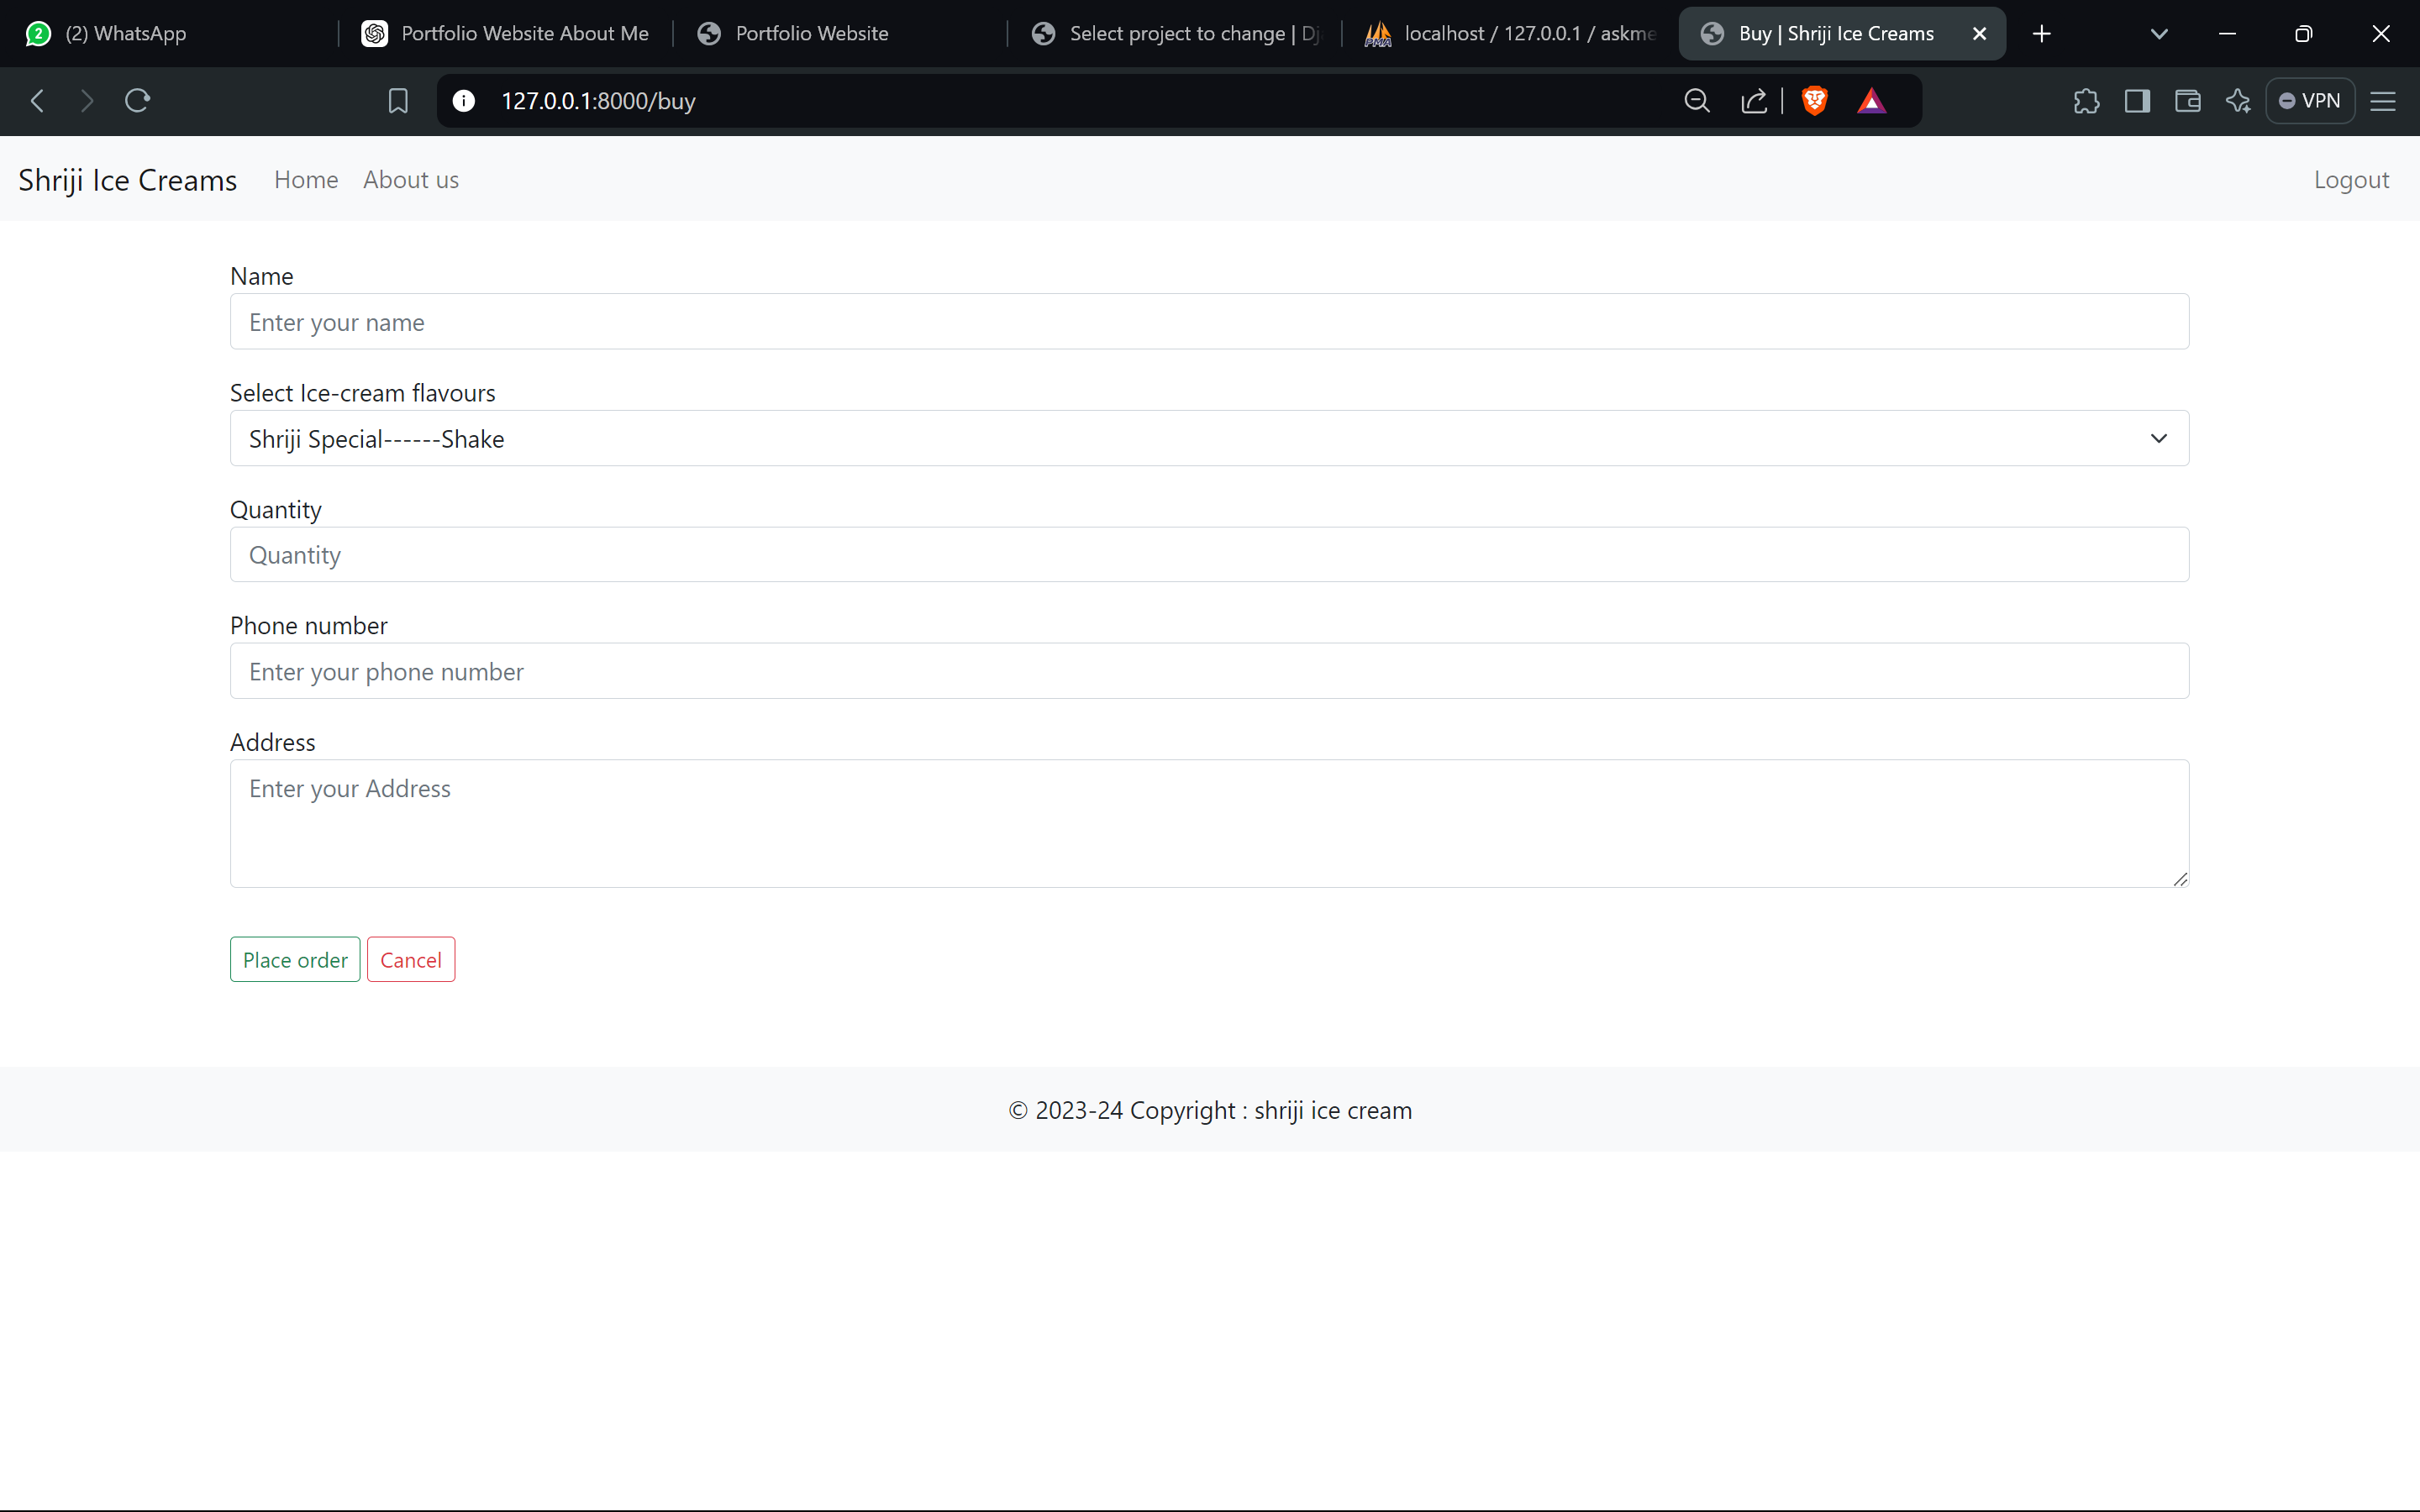 2 (2) WhatsApp Portfolio Website About Me Portfolio Website Select project to change | Dj localhost / 127.0.0.1 / askme Buy | Shriji Ice Creams
127.0.0.1:8000/buy VPN
Shriji Ice Creams Home About us Logout
Name
Enter your name
Select Ice-cream flavours
Shriji Special------Shake
Quantity
Quantity
Phone number
Enter your phone number
Address
Enter your Address
Place order Cancel
© 2023-24 Copyright : shriji ice cream